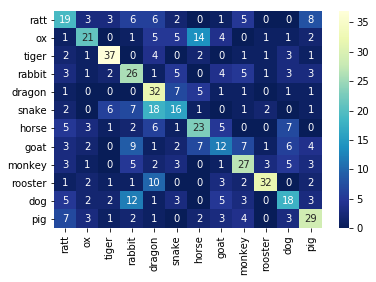 ratt 19 3 3 6 6 2 0 1 5 0 0 8
ox 1 21 0 1 5 5 14 4 0 1 1 2
tiger 2 1 37 0 4 0 2 0 1 1 3 1
rabbit 3 1 2 26 1 5 0 4 5 1 3 3
dragon 1 0 0 0 32 7 5 1 1 0 1 1
snake 2 0 6 7 18 16 1 0 1 2 0 1
horse 5 3 1 2 6 1 23 5 0 0 7 0
goat 3 2 0 9 1 2 7 12 7 1 6 4
monkey 3 1 0 5 2 3 0 1 27 3 5 3
rooster 1 2 1 1 10 0 0 3 2 32 0 2
dog 5 2 2 12 1 3 0 5 3 0 18 3
pig 7 3 1 2 1 0 2 3 4 0 3 29
ratt ox tiger rabbit dragon snake horse goat monkey rooster dog pig
35
30
25
20
15
10
5
0